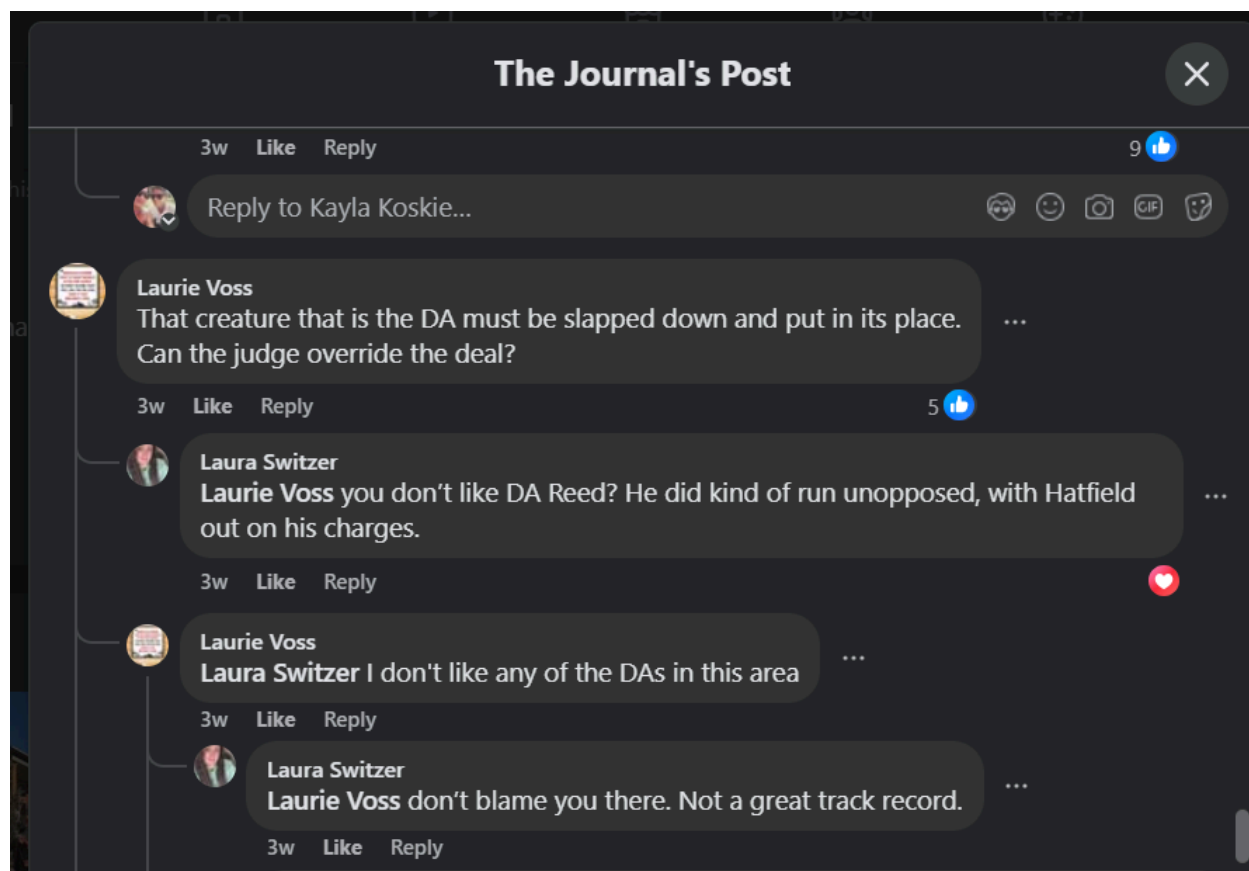 The Journal's Post
3w Like Reply
9
Reply to Kayla Koskie...
GIF
Laurie Voss
That creature that is the DA must be slapped down and put in its place.
Can the judge override the deal?
3w Like Reply
5
Laura Switzer
Laurie Voss you don’t like DA Reed? He did kind of run unopposed, with Hatfield
out on his charges.
3w Like Reply
Laurie Voss
Laura Switzer I don't like any of the DAs in this area
3w Like Reply
Laura Switzer
Laurie Voss don’t blame you there. Not a great track record.
3w Like Reply